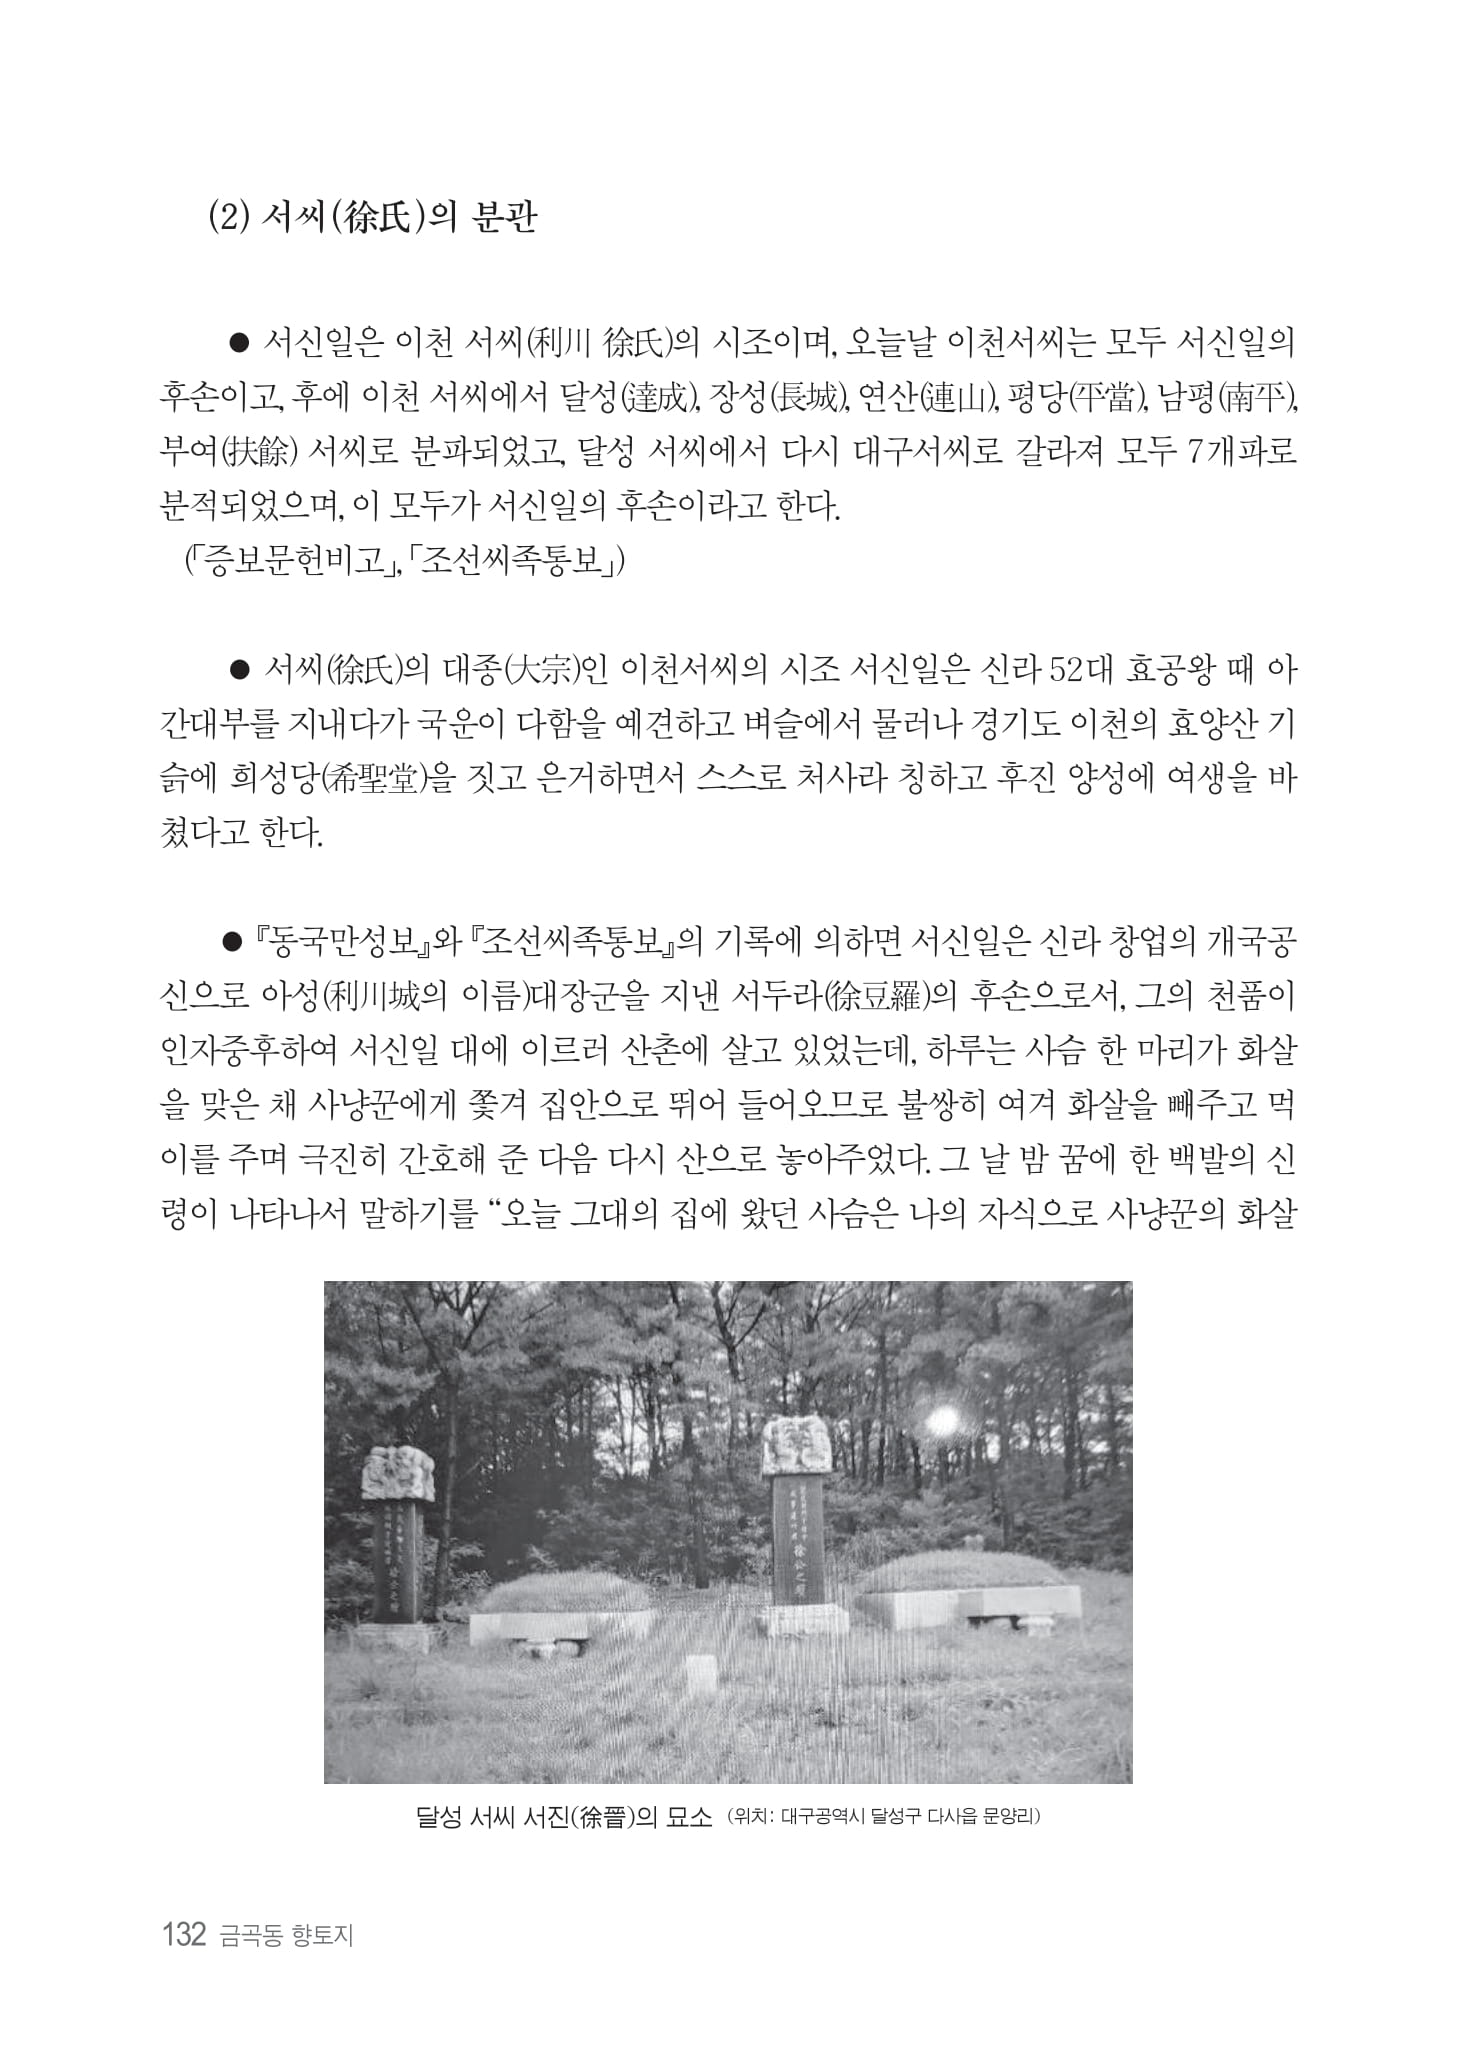 (2) 서씨(徐氏)의 분관
● 서신일은 이천 서씨(利川 徐氏)의 시조이며, 오늘날 이천서씨는 모두 서신일의
후손이고, 후에 이천 서씨에서 달성(達成), 장성(長城), 연산(連山), 평당(平當), 남평(南平),
부여(扶餘) 서씨로 분파되었고, 달성 서씨에서 다시 대구서씨로 갈라져 모두 7개파로
분적되었으며, 이 모두가 서신일의 후손이라고 한다.
(「증보문헌비고」, 「조선씨족통보」)
● 서씨(徐氏)의 대종(大宗)인 이천서씨의 시조 서신일은 신라 52대 효공왕 때 아
간대부를 지내다가 국운이 다함을 예견하고 벼슬에서 물러나 경기도 이천의 효양산 기
슭에 희성당(希聖堂)을 짓고 은거하면서 스스로 처사라 칭하고 후진 양성에 여생을 바
쳤다고 한다.
● 『동국만성보』와 『조선씨족통보』의 기록에 의하면 서신일은 신라 창업의 개국공
신으로 아성(利川城의 이름)대장군을 지낸 서두라(徐豆羅)의 후손으로서, 그의 천품이
인자중후하여 서신일 대에 이르러 산촌에 살고 있었는데, 하루는 사슴 한 마리가 화살
을 맞은 채 사냥꾼에게 쫓겨 집안으로 뛰어 들어오므로 불쌍히 여겨 화살을 빼주고 먹
이를 주며 극진히 간호해 준 다음 다시 산으로 놓아주었다. 그 날 밤 꿈에 한 백발의 신
령이 나타나서 말하기를 “오늘 그대의 집에 왔던 사슴은 나의 자식으로 사냥꾼의 화살
徐公之墓
달성 서씨 서진(徐晉)의 묘소 (위치: 대구광역시 달성구 다사읍 문양리)
132 금곡동 향토지